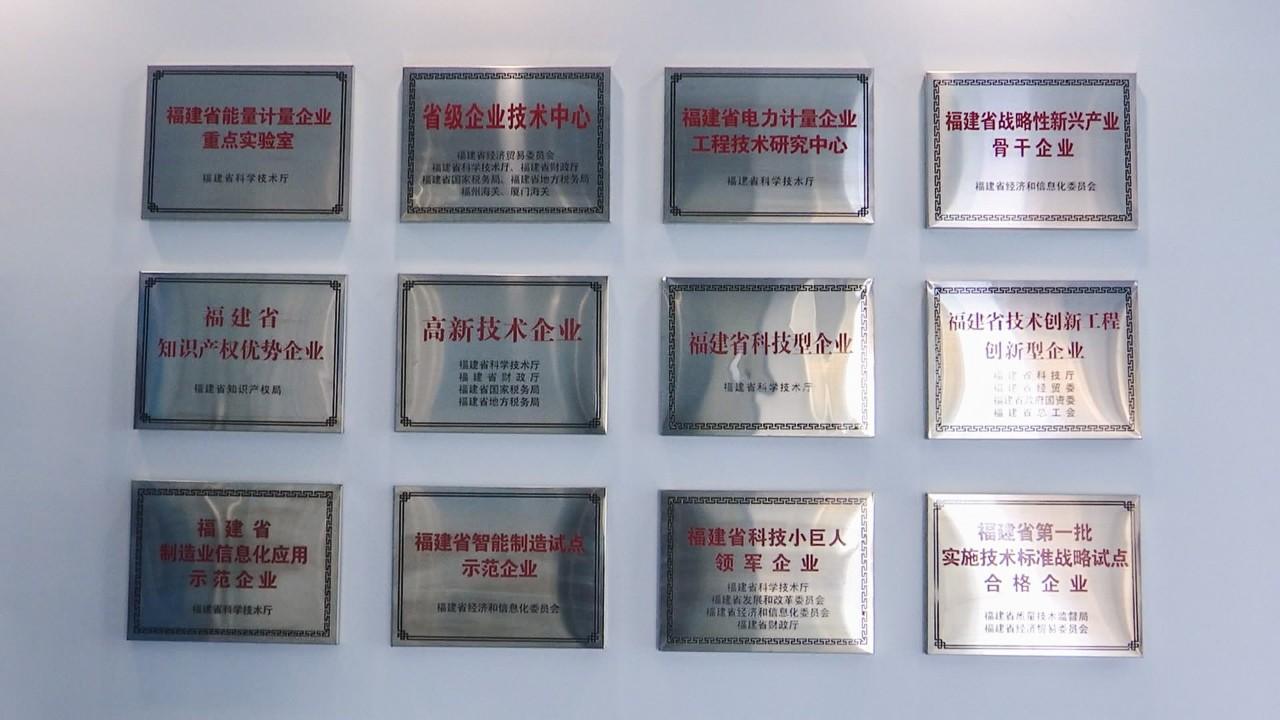 福建省能量计量企业
重点实验室
福建省科学技术厅
省级企业技术中心
福建省经济贸易委员会
福建省科学技术厅、福建省财政厅
福建省国家税务局、福建省地方税务局
福州海关、厦门海关
福建省电力计量企业
工程技术研究中心
福建省科学技术厅
福建省战略性新兴产业
骨干企业
福建省经济和信息化委员会
福建省
知识产权优势企业
福建省知识产权局
高新技术企业
福建省科学技术厅
福建省财政厅
福建省国家税务局
福建省地方税务局
福建省科技型企业
福建省科学技术厅
福建省技术创新工程
创新型企业
福建省科技厅
福建省经贸委
福建省政府国资委
福建省总工会
福建省
制造业信息化应用
示范企业
福建省科学技术厅
福建省智能制造试点
示范企业
福建省经济和信息化委员会
福建省科技小巨人
领军企业
福建省科学技术厅
福建省发展和改革委员会
福建省经济和信息化委员会
福建省财政厅
福建省第一批
实施技术标准战略试点
合格企业
福建省质量技术监督局
福建省经济贸易委员会